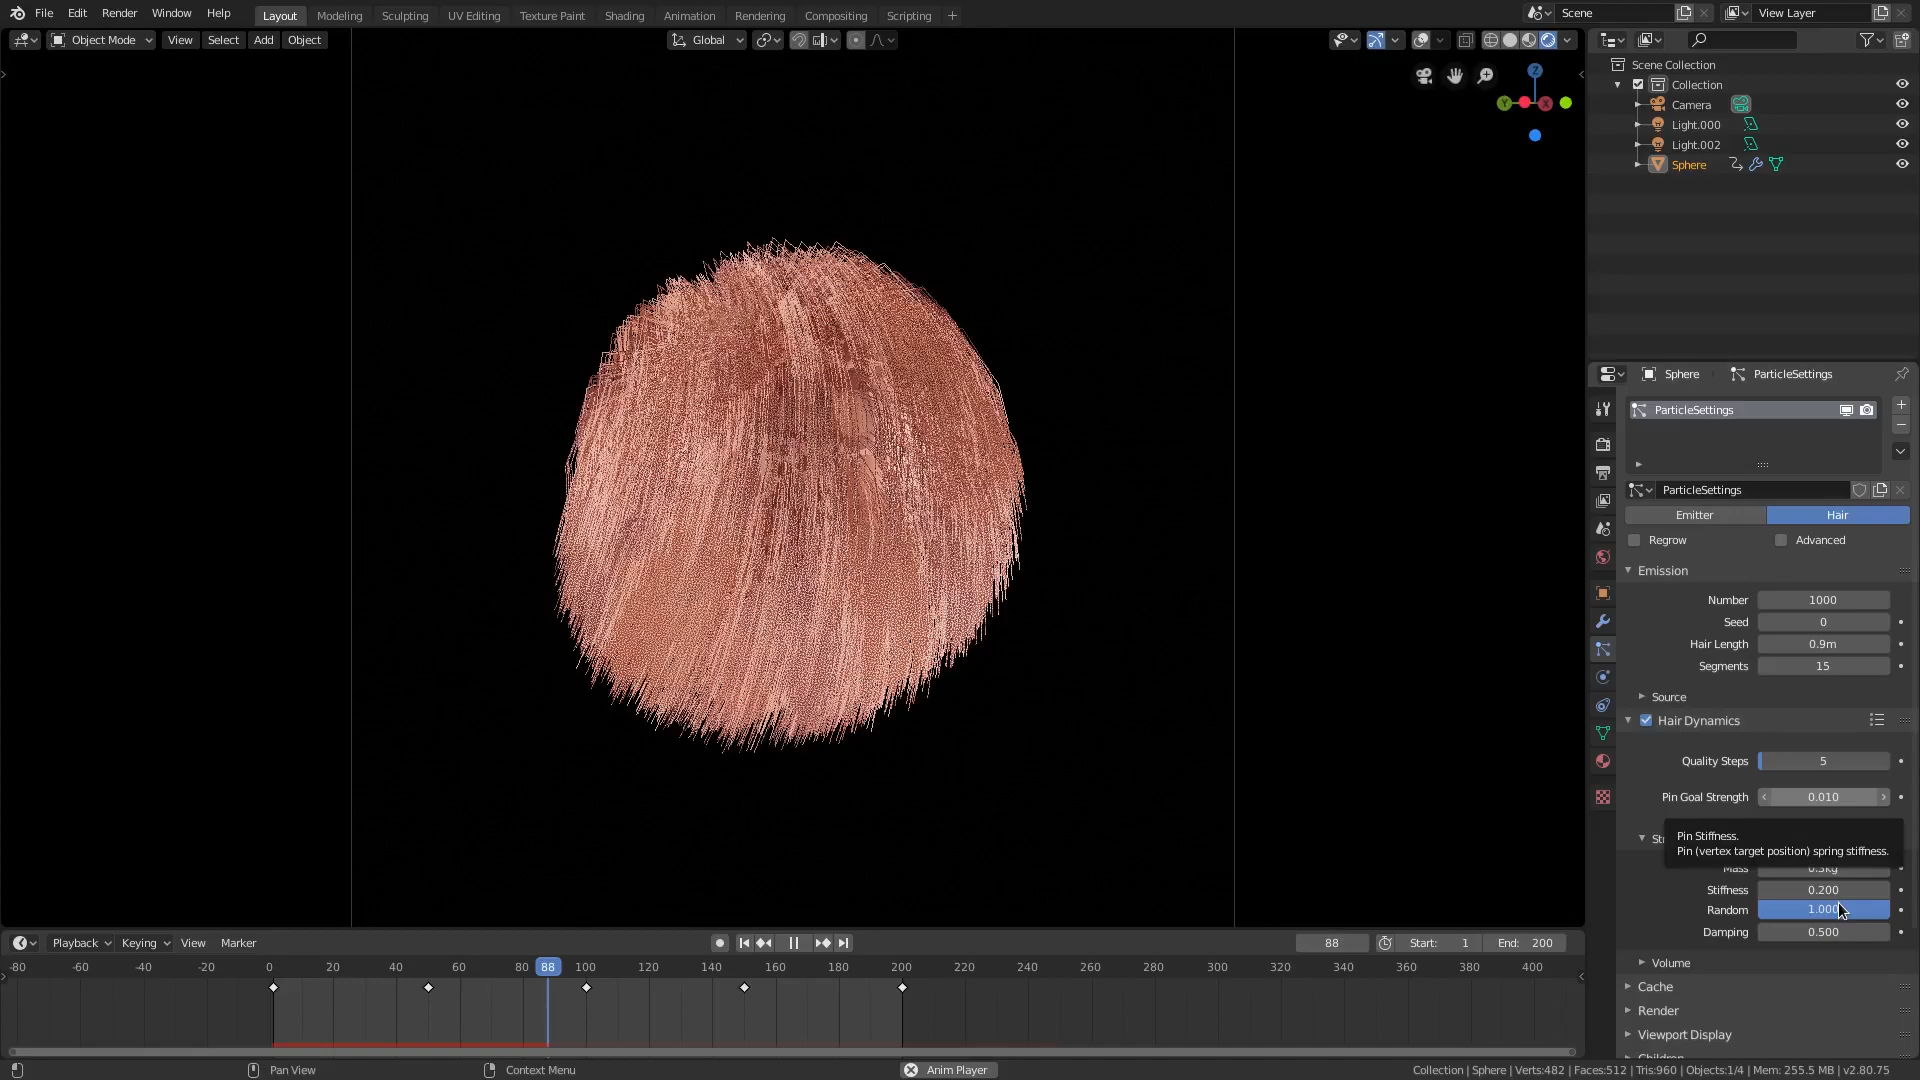 File Edit Render Window Help Layout Modeling Sculpting UV Editing Texture Paint Shading Animation Rendering Compositing Scripting Scene View Layer
Object Mode View Select Add Object Global
Z
Y X
Scene Collection
Collection
Camera
Light.000
Light.002
Sphere
Sphere ParticleSettings
ParticleSettings
ParticleSettings
Emitter Hair
Regrow Advanced
Emission
Number 1000
Seed 0
Hair Length 0.9m
Segments 15
Source
Hair Dynamics
Quality Steps 5
Pin Goal Strength 0.010
Pin Stiffness.
Pin (vertex target position) spring stiffness.
Mass 0.3kg
Stiffness 0.200
Random 1.000
Damping 0.500
Volume
Cache
Render
Viewport Display
Children
Playback Keying View Marker 88 Start: 1 End: 200
-80 -60 -40 -20 0 20 40 60 80 88 100 120 140 160 180 200 220 240 260 280 300 320 340 360 380 400
Pan View Context Menu Anim Player Collection | Sphere | Verts:482 | Faces:512 | Tris:960 | Objects:1/4 | Mem: 255.5 MB | v2.80.75